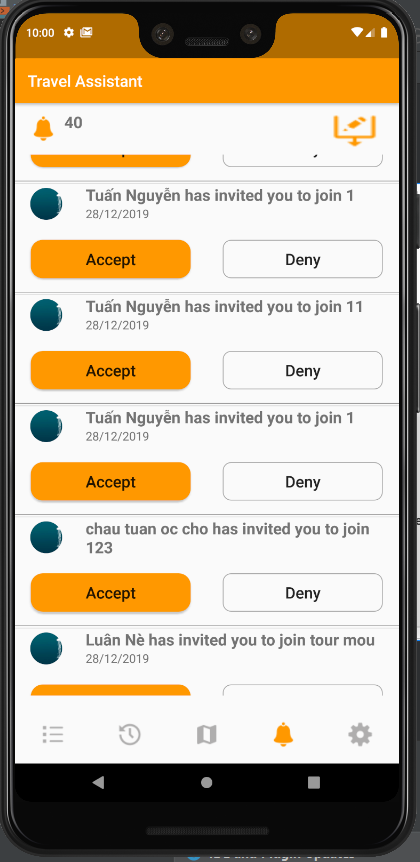 10:00
Travel Assistant
40
Tuấn Nguyễn has invited you to join 1
28/12/2019
Accept Deny
Tuấn Nguyễn has invited you to join 11
28/12/2019
Accept Deny
Tuấn Nguyễn has invited you to join 1
28/12/2019
Accept Deny
chau tuan oc cho has invited you to join
123
Accept Deny
Luân Nè has invited you to join tour mou
28/12/2019